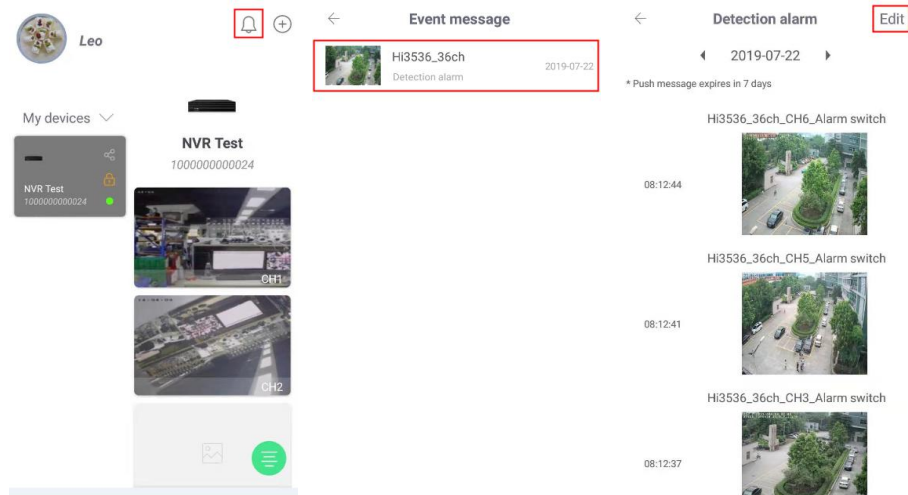 Leo
My devices
NVR Test
1000000000024
NVR Test
1000000000024
CH1
CH2
Event message
Hi3536_36ch
Detection alarm
2019-07-22
Detection alarm
Edit
2019-07-22
* Push message expires in 7 days
Hi3536_36ch_CH6_Alarm switch
08:12:44
Hi3536_36ch_CH5_Alarm switch
08:12:41
Hi3536_36ch_CH3_Alarm switch
08:12:37